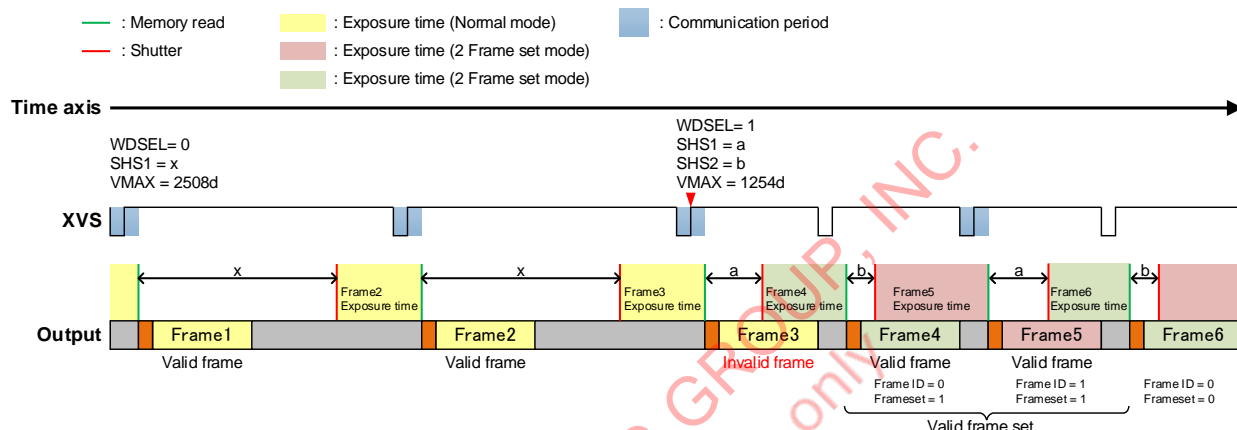 : Memory read
: Shutter
: Exposure time (Normal mode)
: Exposure time (2 Frame set mode)
: Exposure time (2 Frame set mode)
: Communication period
Time axis
WDSEL= 0
SHS1 = x
VMAX = 2508d
WDSEL= 1
SHS1 = a
SHS2 = b
VMAX = 1254d
XVS
x
x
a
b
a
b
Frame2
Exposure time
Frame3
Exposure time
Frame4
Exposure time
Frame5
Exposure time
Frame6
Exposure time
Output
Frame1
Frame2
Frame3
Frame4
Frame5
Frame6
Valid frame
Valid frame
Invalid frame
Valid frame
Valid frame
Frame ID = 0
Frameset = 1
Frame ID = 1
Frameset = 1
Frame ID = 0
Frameset = 0
Valid frame set
GROUP, INC.
only